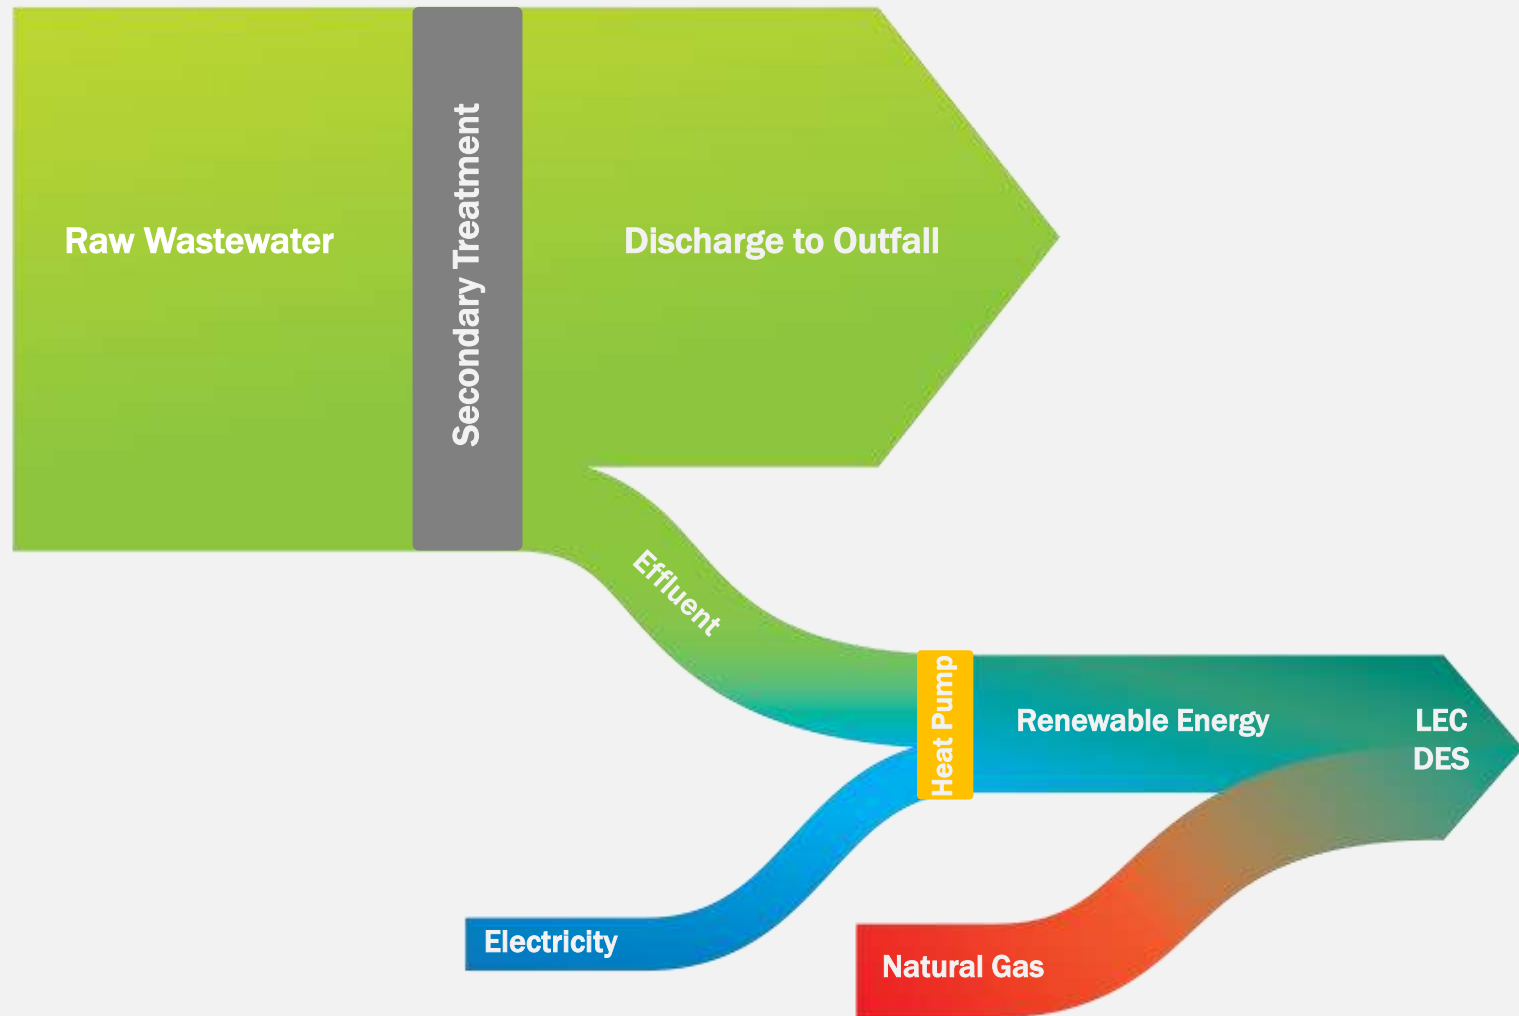 Raw Wastewater
Secondary Treatment
Discharge to Outfall
Effluent
Heat Pump
Renewable Energy
LEC
DES
Electricity
Natural Gas